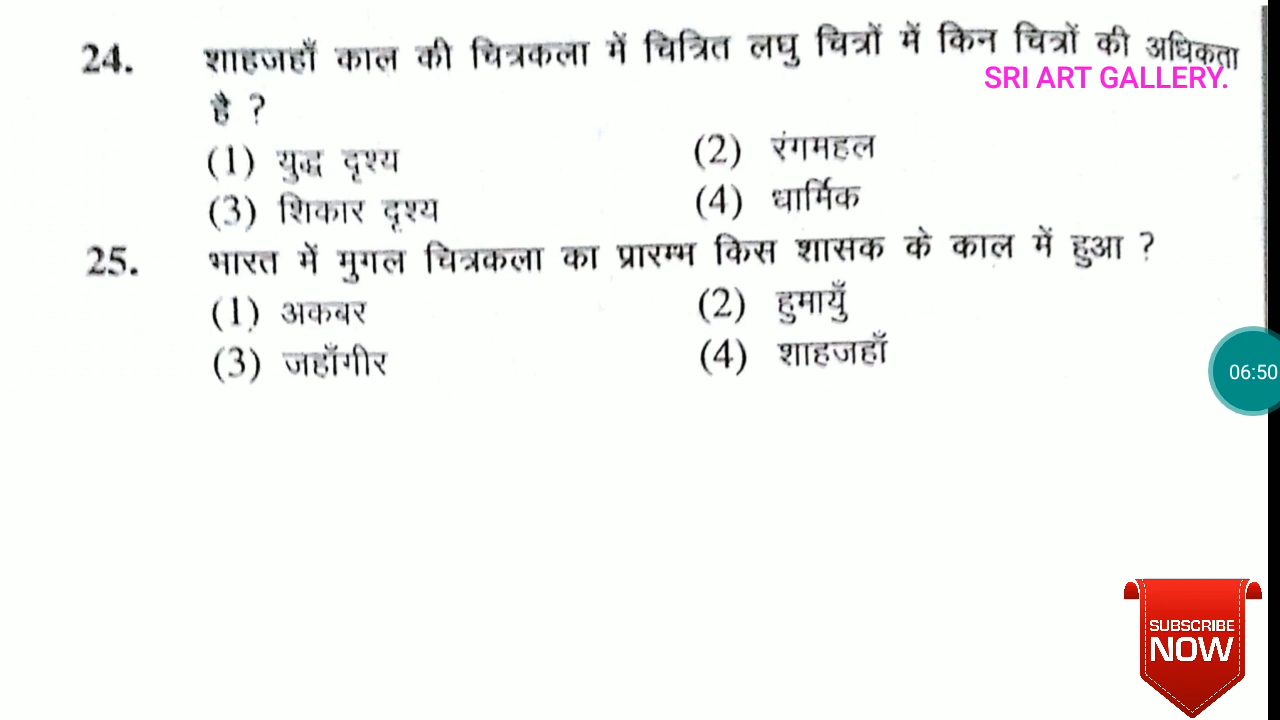 24. शाहजहाँ काल की चित्रकला में चित्रित लघु चित्रों में किन चित्रों की अधिकता
SRI ART GALLERY.
है ?
(1) युद्ध दृश्य (2) रंगमहल
(3) शिकार दृश्य (4) धार्मिक
25. भारत में मुगल चित्रकला का प्रारम्भ किस शासक के काल में हुआ ?
(1) अकबर (2) हुमायुँ
(3) जहाँगीर (4) शाहजहाँ
06:50
SUBSCRIBE
NOW